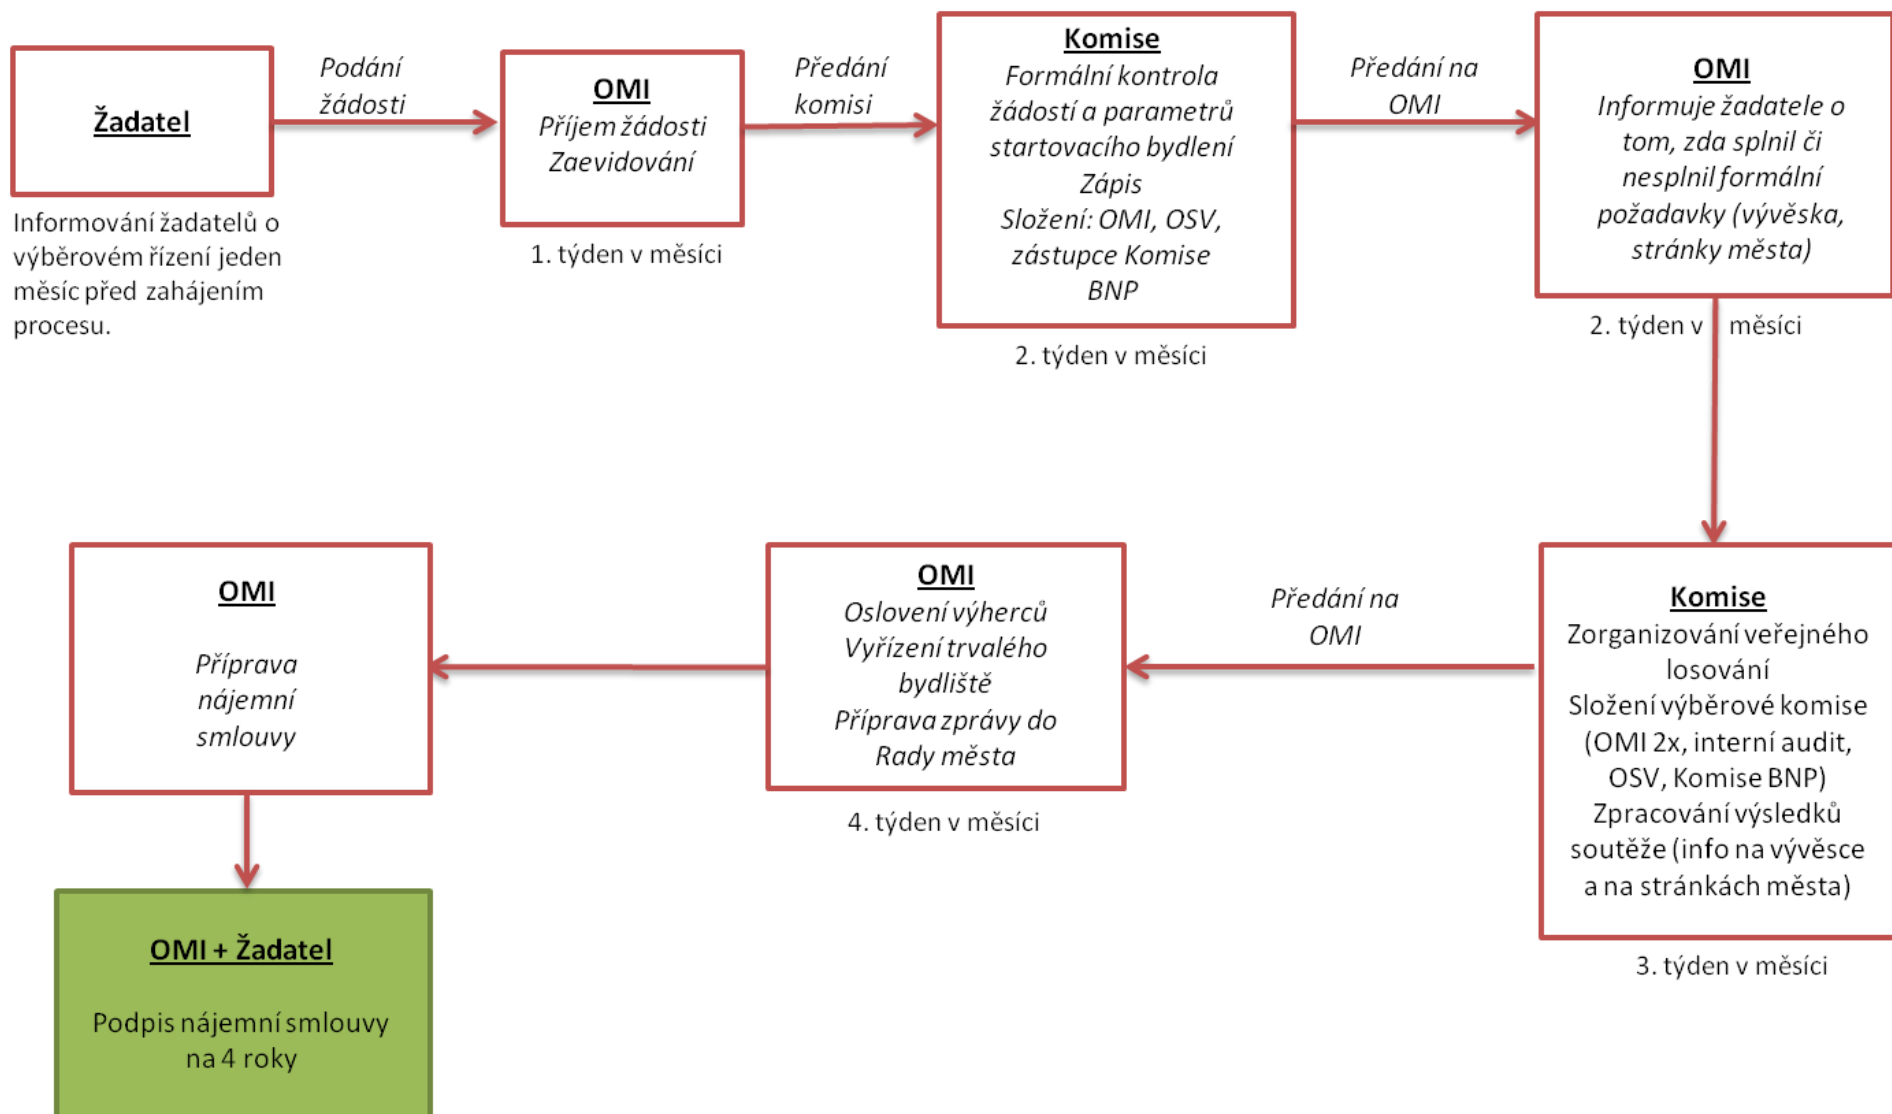 Žadatel
Informování žadatelů o
výběrovém řízení jeden
měsíc před zahájením
procesu.
Podání
žádosti
OMI
Příjem žádosti
Zaevidování
1. týden v měsíci
Předání
komisi
Komise
Formální kontrola
žádostí a parametrů
startovacího bydlení
Zápis
Složení: OMI, OSV,
zástupce Komise
BNP
2. týden v měsíci
Předání na
OMI
OMI
Informuje žadatele o
tom, zda splnil či
nesplnil formální
požadavky (vývěska,
stránky města)
2. týden v měsíci
Komise
Zorganizování veřejného
losování
Složení výběrové komise
(OMI 2x, interní audit,
OSV, Komise BNP)
Zpracování výsledků
soutěže (info na vývěsce
a na stránkách města)
3. týden v měsíci
Předání na
OMI
OMI
Oslovení výherců
Vyřízení trvalého
bydliště
Příprava zprávy do
Rady města
4. týden v měsíci
OMI
Příprava
nájemní
smlouvy
OMI + Žadatel
Podpis nájemní smlouvy
na 4 roky